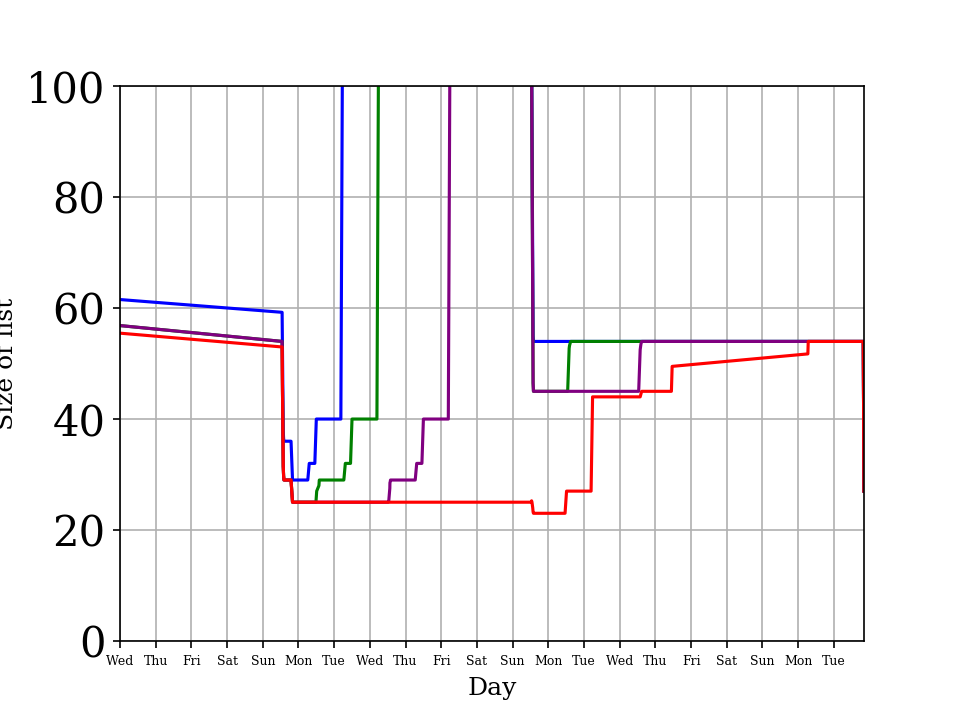 100
80
60
40
20
0
Size of list
Wed Thu Fri Sat Sun Mon Tue Wed Thu Fri Sat Sun Mon Tue Wed Thu Fri Sat Sun Mon Tue
Day